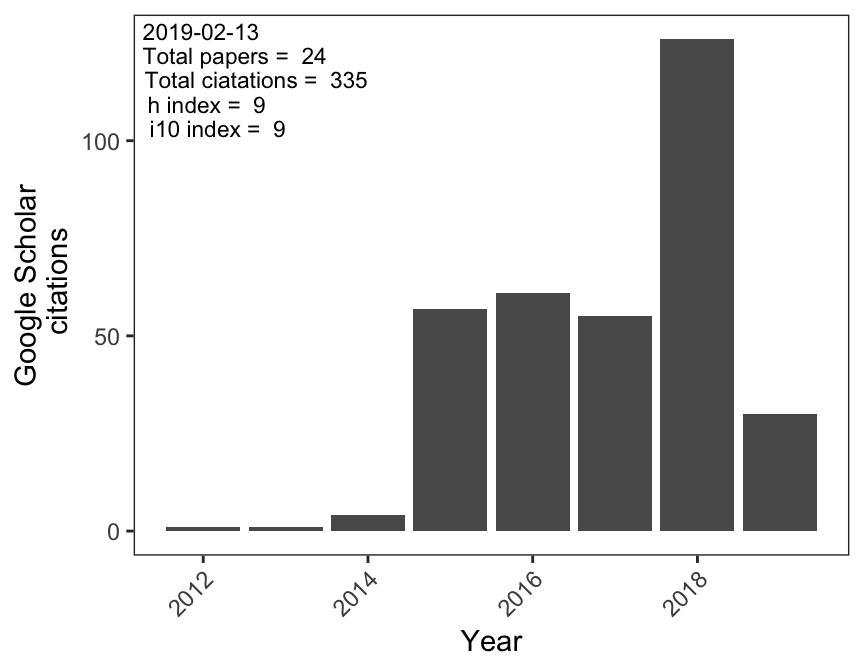 2019-02-13
Total papers = 24
Total ciatations = 335
h index = 9
i10 index = 9
100
50
0
Google Scholar
citations
2012
2014
2016
2018
Year